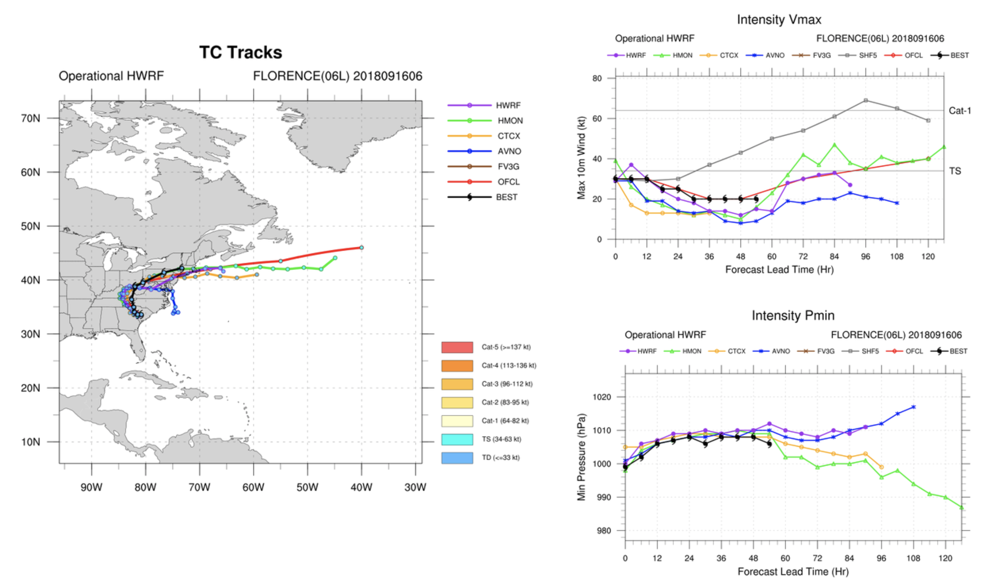 TC Tracks
Operational HWRF FLORENCE(06L) 2018091606
70N
60N
50N
40N
30N
20N
10N
90W 80W 70W 60W 50W 40W 30W
HWRF
HMON
CTCX
AVNO
FV3G
OFCL
BEST
Cat-5 (>=137 kt)
Cat-4 (113-136 kt)
Cat-3 (96-112 kt)
Cat-2 (83-95 kt)
Cat-1 (64-82 kt)
TS (34-63 kt)
TD (<=33 kt)
Intensity Vmax
Operational HWRF FLORENCE(06L) 2018091606
HWRF HMON CTCX AVNO FV3G SHF5 OFCL BEST
Max 10m Wind (kt)
80
60
40
20
0
Cat-1
TS
0 12 24 36 48 60 72 84 96 108 120
Forecast Lead Time (Hr)
Intensity Pmin
Operational HWRF FLORENCE(06L) 2018091606
HWRF HMON CTCX AVNO FV3G SHF5 OFCL BEST
Min Pressure (hPa)
1020
1010
1000
990
980
0 12 24 36 48 60 72 84 96 108 120
Forecast Lead Time (Hr)